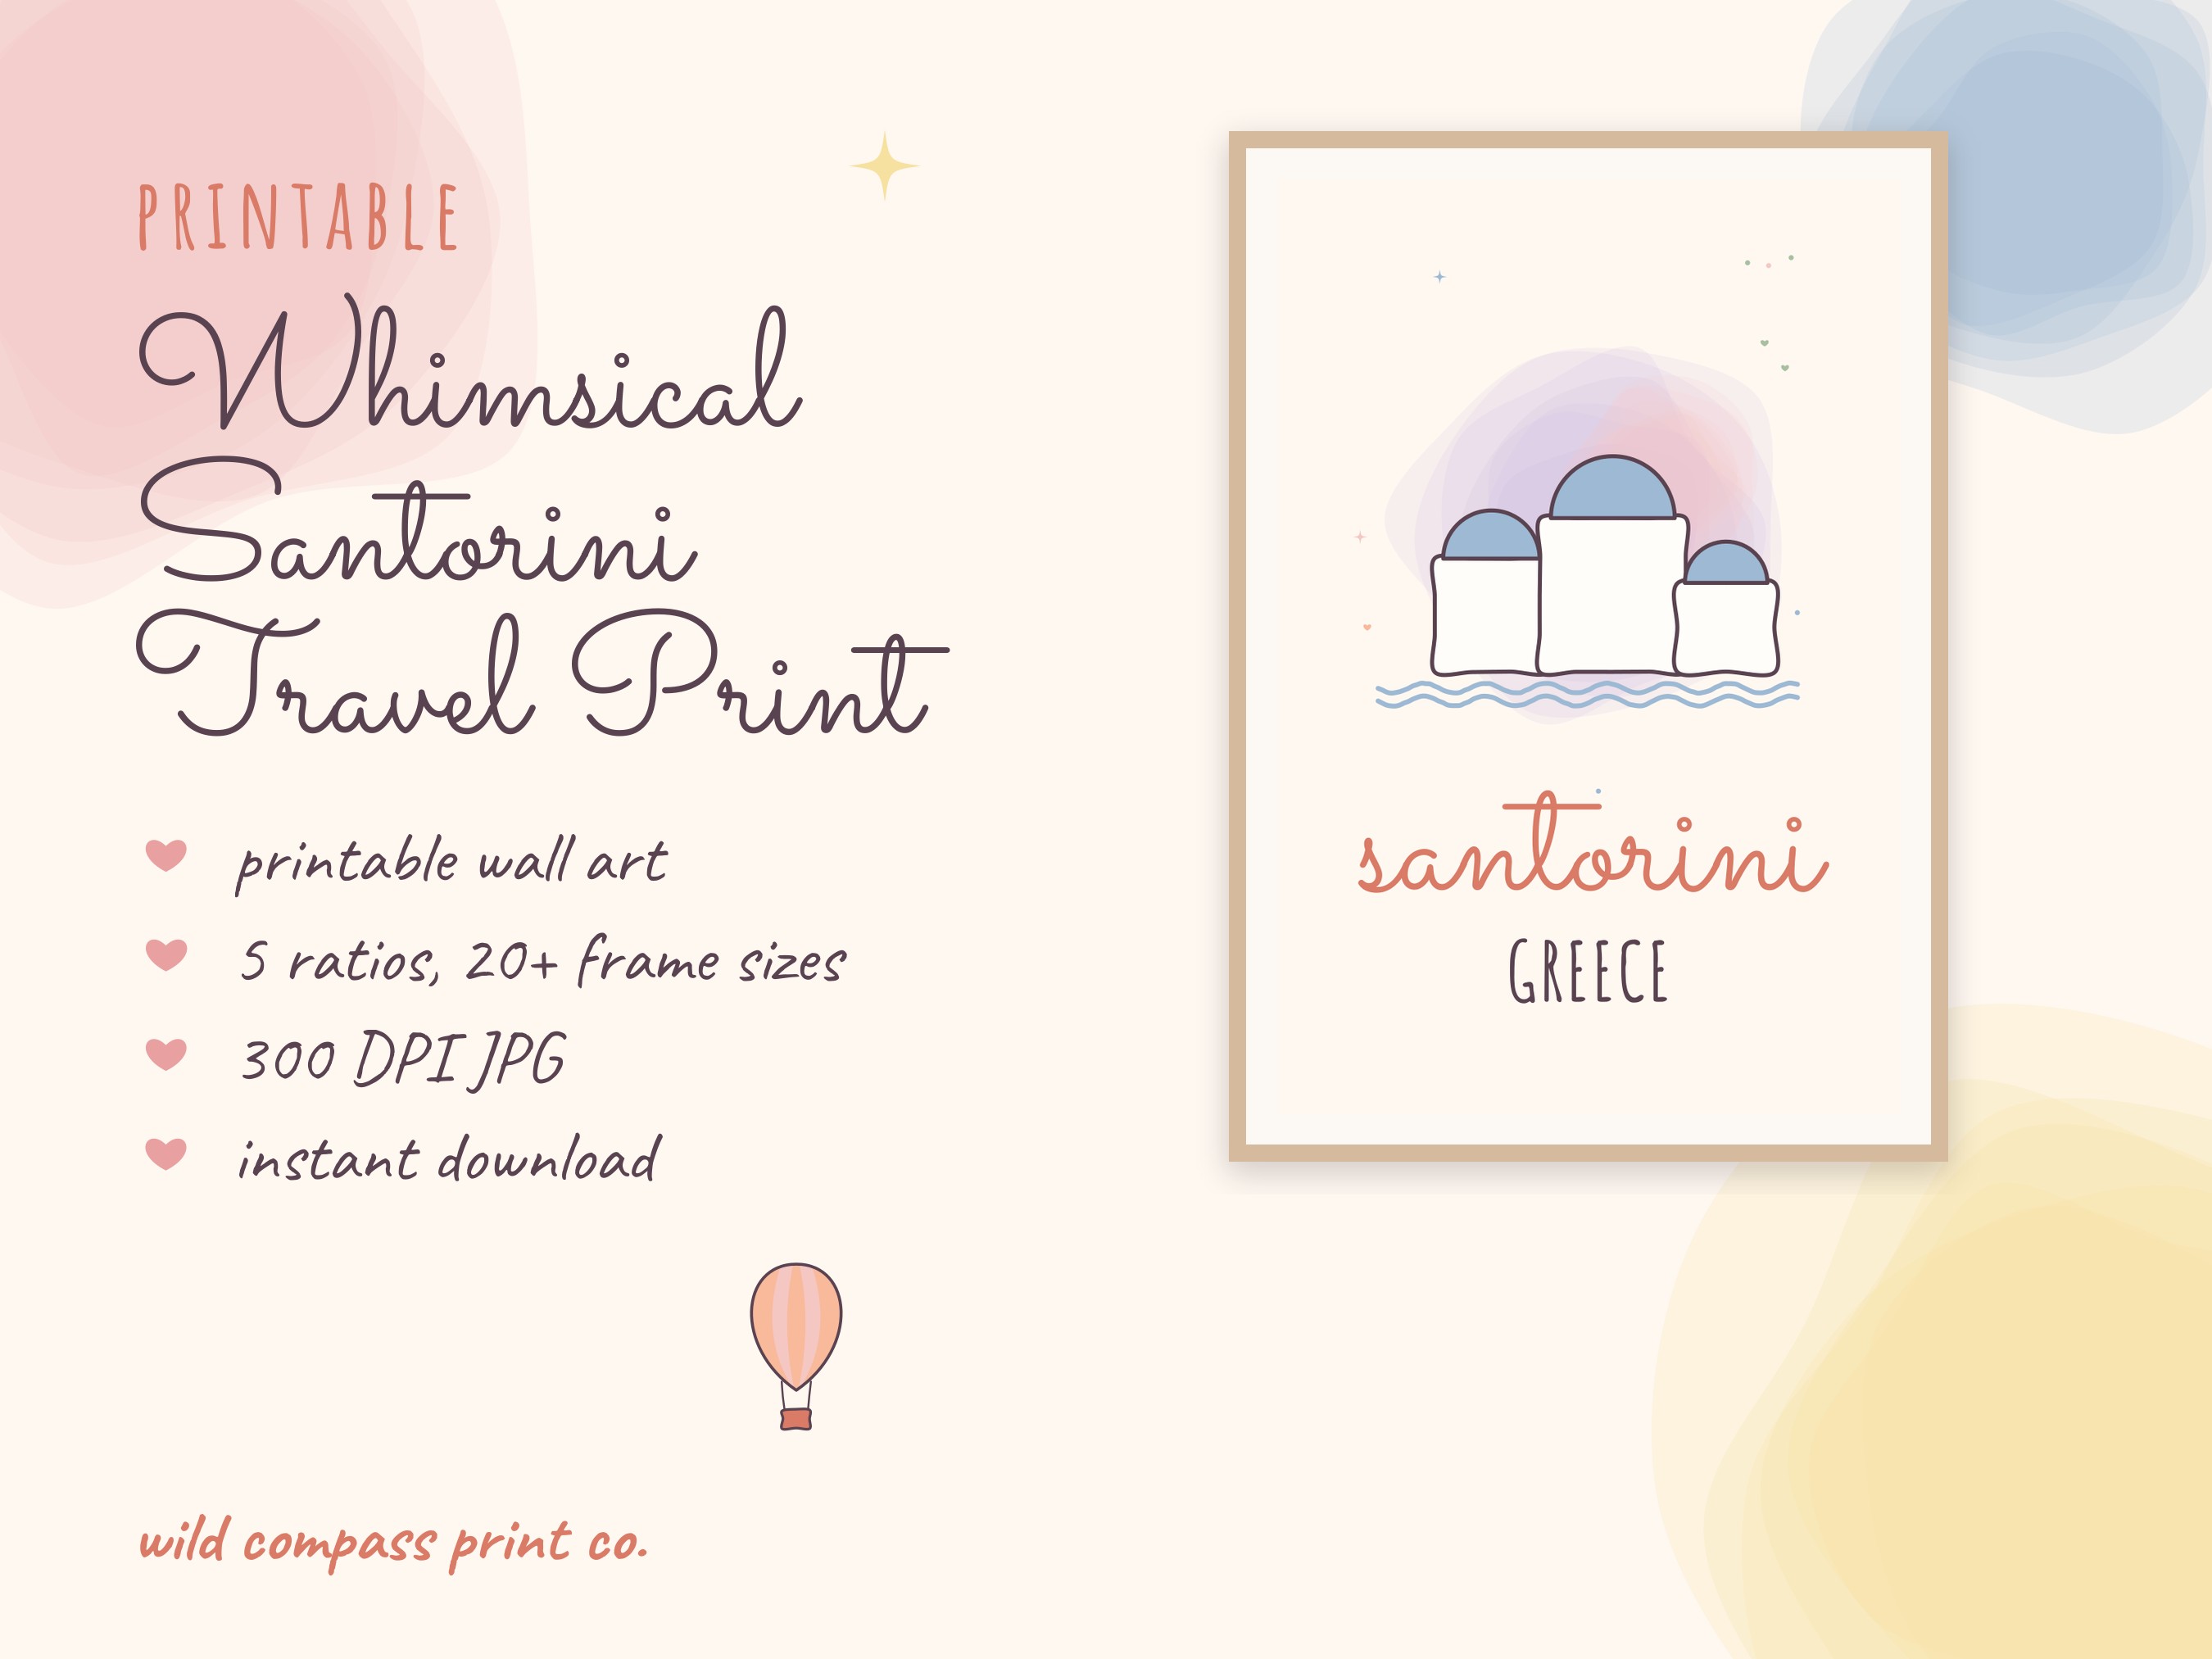 PRINTABLE
Whimsical
Santorini
Travel Print
printable wall art
5 ratios, 20+ frame sizes
300 DPI JPG
instant download
wild compass print co.
santorini
GREECE